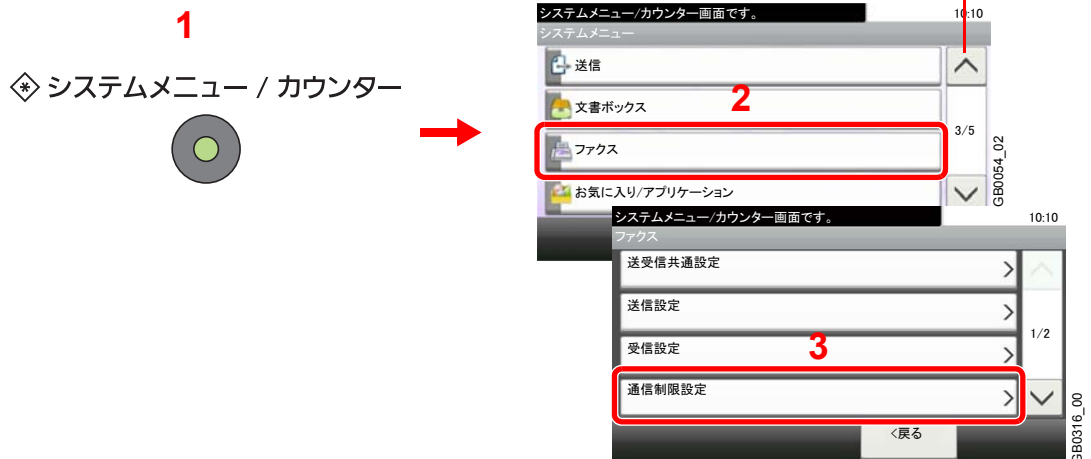 1
システムメニュー / カウンター
システムメニュー/カウンター画面です。
10:10
システムメニュー
送信
文書ボックス
2
ファクス
3/5
お気に入り/アプリケーション
GB0054_02
システムメニュー/カウンター画面です。
10:10
ファクス
送受信共通設定
送信設定
1/2
受信設定
3
通信制限設定
<戻る
GB0316_00